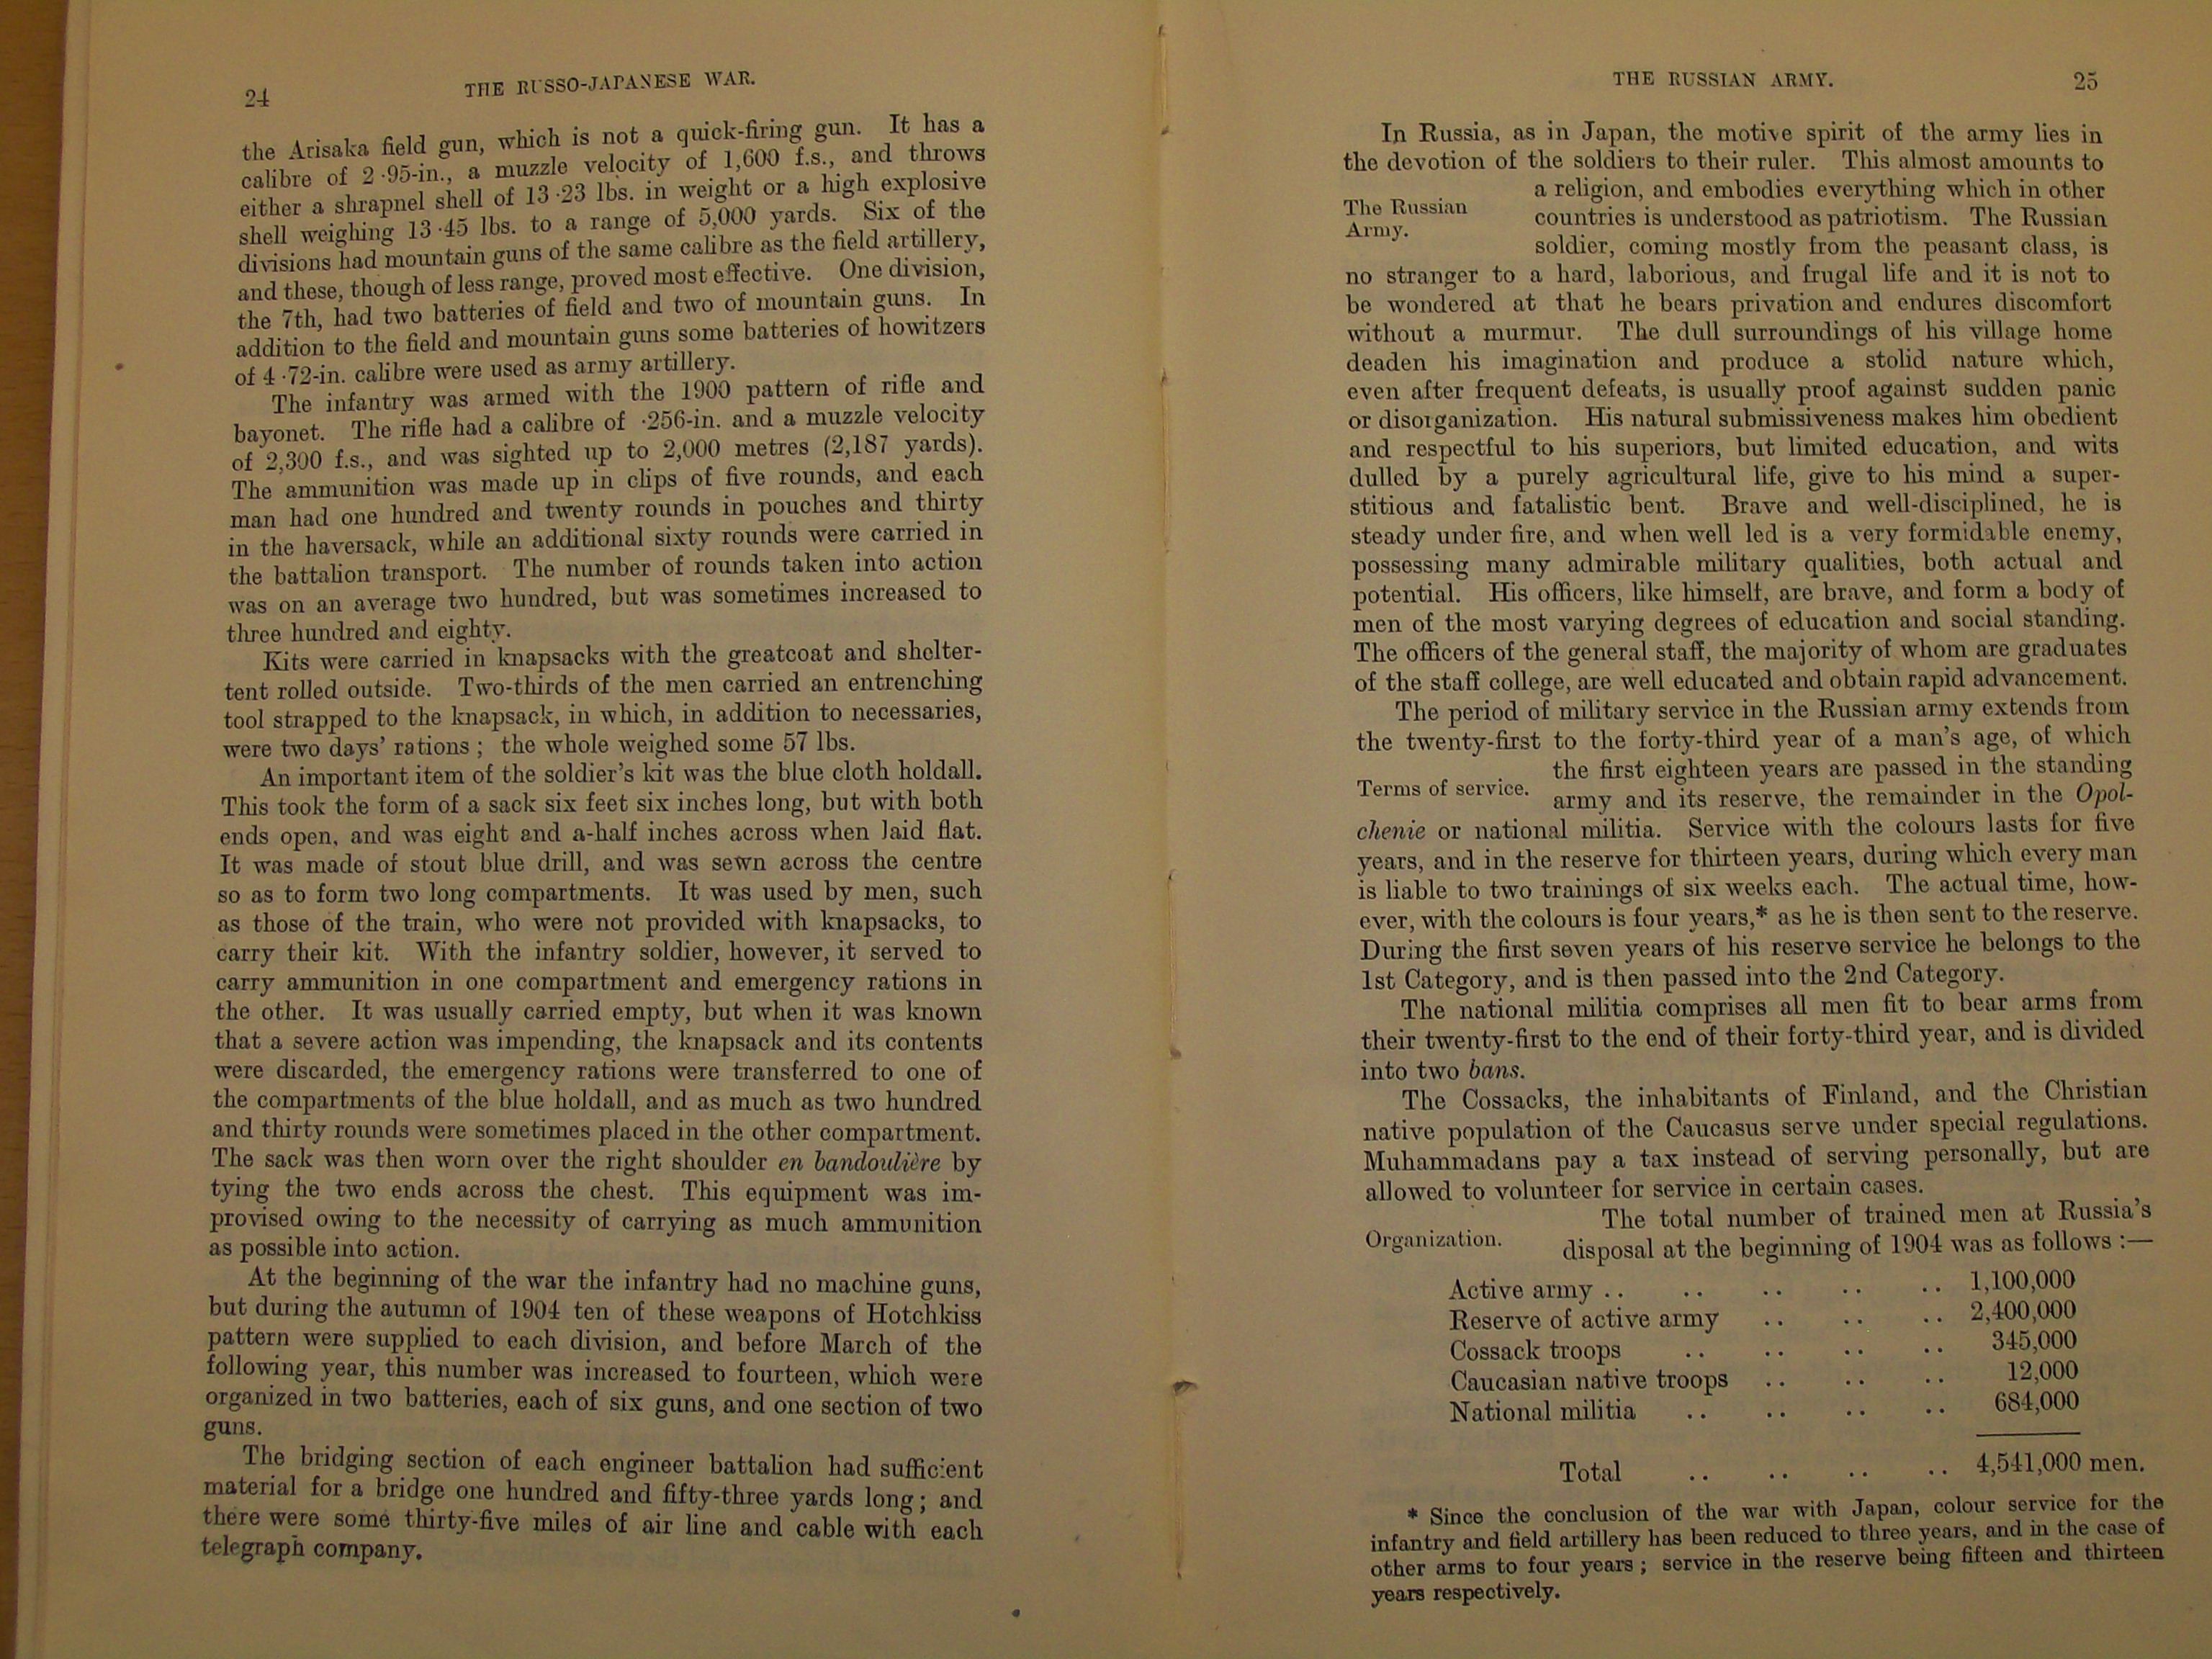 24
THE RUSSO-JAPANESE WAR.
the Arisaka field gun, which is not a quick-firing gun. It has a
calibre of 2·95-in., a muzzle velocity of 1,600 f.s., and throws
either a shrapnel shell of 13·23 lbs. in weight or a high explosive
shell weighing 13·45 lbs. to a range of 5,000 yards. Six of the
divisions had mountain guns of the same calibre as the field artillery,
and these, though of less range, proved most effective. One division,
the 7th, had two batteries of field and two of mountain guns. In
addition to the field and mountain guns some batteries of howitzers
of 4·72-in. calibre were used as army artillery.
The infantry was armed with the 1900 pattern of rifle and
bayonet. The rifle had a calibre of ·256-in. and a muzzle velocity
of 2,300 f.s., and was sighted up to 2,000 metres (2,187 yards).
The ammunition was made up in clips of five rounds, and each
man had one hundred and twenty rounds in pouches and thirty
in the haversack, while an additional sixty rounds were carried in
the battalion transport. The number of rounds taken into action
was on an average two hundred, but was sometimes increased to
three hundred and eighty.
Kits were carried in knapsacks with the greatcoat and shelter-
tent rolled outside. Two-thirds of the men carried an entrenching
tool strapped to the knapsack, in which, in addition to necessaries,
were two days' rations ; the whole weighed some 57 lbs.
An important item of the soldier's kit was the blue cloth holdall.
This took the form of a sack six feet six inches long, but with both
ends open, and was eight and a-half inches across when laid flat.
It was made of stout blue drill, and was sewn across the centre
so as to form two long compartments. It was used by men, such
as those of the train, who were not provided with knapsacks, to
carry their kit. With the infantry soldier, however, it served to
carry ammunition in one compartment and emergency rations in
the other. It was usually carried empty, but when it was known
that a severe action was impending, the knapsack and its contents
were discarded, the emergency rations were transferred to one of
the compartments of the blue holdall, and as much as two hundred
and thirty rounds were sometimes placed in the other compartment.
The sack was then worn over the right shoulder en bandoulière by
tying the two ends across the chest. This equipment was im-
provised owing to the necessity of carrying as much ammunition
as possible into action.
At the beginning of the war the infantry had no machine guns,
but during the autumn of 1904 ten of these weapons of Hotchkiss
pattern were supplied to each division, and before March of the
following year, this number was increased to fourteen, which were
organized in two batteries, each of six guns, and one section of two
guns.
The bridging section of each engineer battalion had sufficient
material for a bridge one hundred and fifty-three yards long ; and
there were some thirty-five miles of air line and cable with each
telegraph company.
THE RUSSIAN ARMY.
25
In Russia, as in Japan, the motive spirit of the army lies in
the devotion of the soldiers to their ruler. This almost amounts to
The Russian
Army.
a religion, and embodies everything which in other
countries is understood as patriotism. The Russian
soldier, coming mostly from the peasant class, is
no stranger to a hard, laborious, and frugal life and it is not to
be wondered at that he bears privation and endures discomfort
without a murmur. The dull surroundings of his village home
deaden his imagination and produce a stolid nature which,
even after frequent defeats, is usually proof against sudden panic
or disorganization. His natural submissiveness makes him obedient
and respectful to his superiors, but limited education, and wits
dulled by a purely agricultural life, give to his mind a super-
stitious and fatalistic bent. Brave and well-disciplined, he is
steady under fire, and when well led is a very formidable enemy,
possessing many admirable military qualities, both actual and
potential. His officers, like himself, are brave, and form a body of
men of the most varying degrees of education and social standing.
The officers of the general staff, the majority of whom are graduates
of the staff college, are well educated and obtain rapid advancement.
The period of military service in the Russian army extends from
the twenty-first to the forty-third year of a man's age, of which
Terms of service.
the first eighteen years are passed in the standing
army and its reserve, the remainder in the Opol-
chenie or national militia. Service with the colours lasts for five
years, and in the reserve for thirteen years, during which every man
is liable to two trainings of six weeks each. The actual time, how-
ever, with the colours is four years,* as he is then sent to the reserve.
During the first seven years of his reserve service he belongs to the
1st Category, and is then passed into the 2nd Category.
The national militia comprises all men fit to bear arms from
their twenty-first to the end of their forty-third year, and is divided
into two bans.
The Cossacks, the inhabitants of Finland, and the Christian
native population of the Caucasus serve under special regulations.
Muhammadans pay a tax instead of serving personally, but are
allowed to volunteer for service in certain cases.
Organization.
The total number of trained men at Russia's
disposal at the beginning of 1904 was as follows :—
Active army .. .. .. .. .. 1,100,000
Reserve of active army .. .. .. 2,400,000
Cossack troops .. .. .. .. 345,000
Caucasian native troops .. .. .. 12,000
National militia .. .. .. .. 684,000
Total .. .. .. .. 4,541,000 men.
* Since the conclusion of the war with Japan, colour service for the
infantry and field artillery has been reduced to three years, and in the case of
other arms to four years ; service in the reserve being fifteen and thirteen
years respectively.